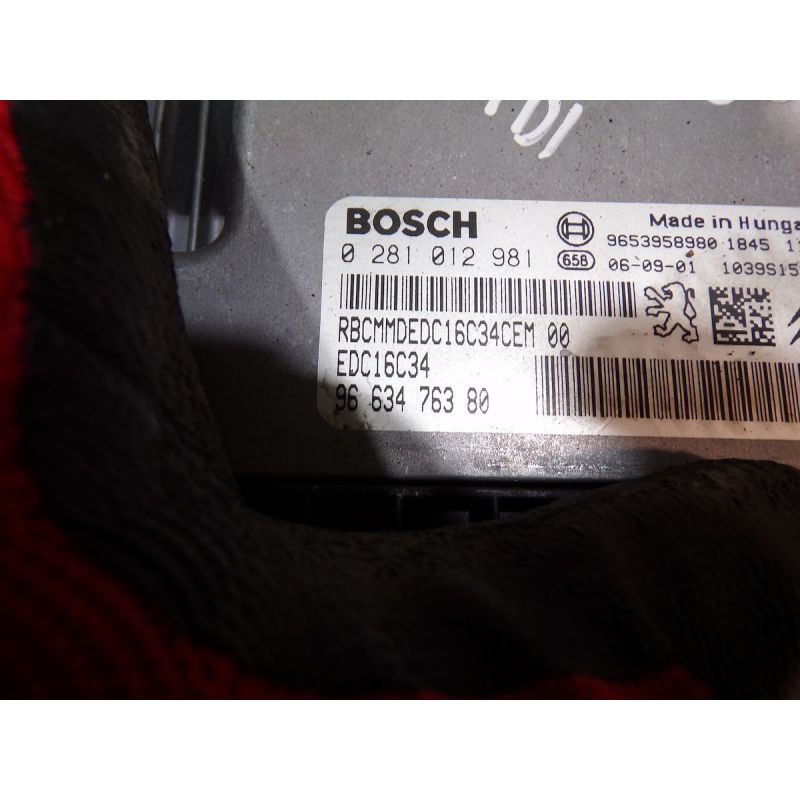 BOSCH
0 281 012 981
Made in
9653958980 1845
658 06-09-01
RBCMMDEDC16C34CEM 00
EDC16C34
96 634 763 80